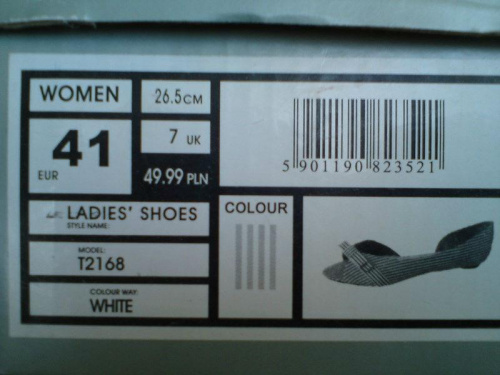 WOMEN
26.5CM
41
EUR
7 UK
49.99 PLN
5 901190 823521
LADIES' SHOES
STYLE NAME:
COLOUR
MODEL:
T2168
COLOUR WAY:
WHITE